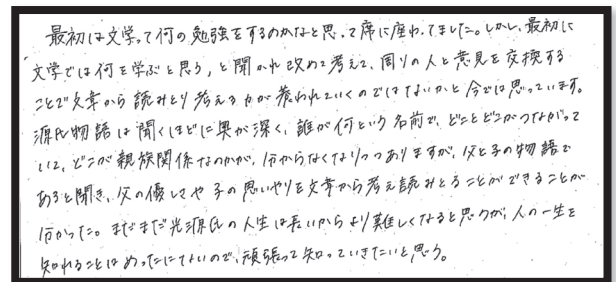 最初は文学って何の勉強をするのかなと思って席に座ってました。しかし、最初に
文学では何を学ぶと思う、と聞かれ改めて考えて、周りの人と意見を交換する
ことで文章から読みとり考える力が養われていくのではないかと今では思っています。
源氏物語は聞くほどに奥が深く、誰が何という名前で、どことどこがつながって
いて、どこが親族関係なのかが、分からなくなりつつありますが、父と子の物語で
あると聞き、父の優しさや子の思いやりを文章から考え読みとることができることが
分かった。まだまだ光源氏の人生は長いからより難しくなると思うが、人の一生を
知れることはめったにないので、頑張って知っていきたいと思う。